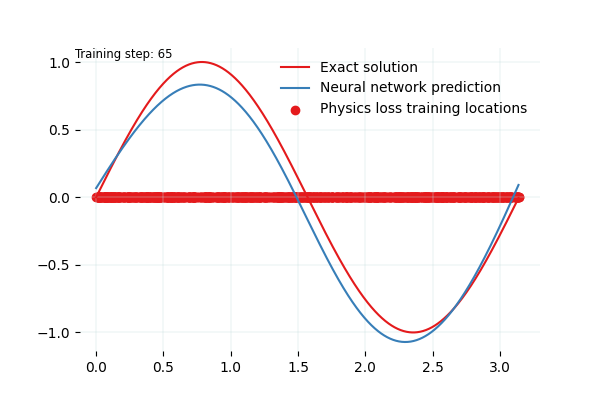 Training step: 65
Exact solution
Neural network prediction
Physics loss training locations
1.0
0.5
0.0
−0.5
−1.0
0.0 0.5 1.0 1.5 2.0 2.5 3.0